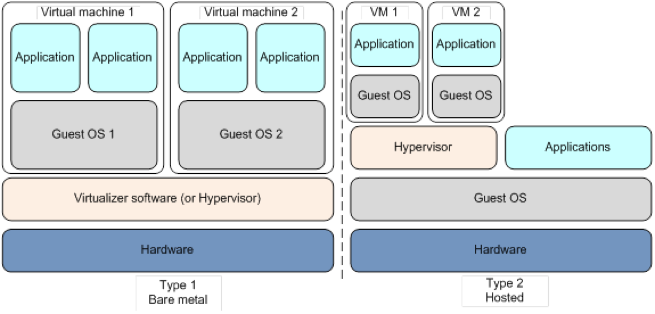 Virtual machine 1
Virtual machine 2
Application
Application
Application
Application
Guest OS 1
Guest OS 2
Virtualizer software (or Hypervisor)
Hardware
Type 1
Bare metal
VM 1
VM 2
Application
Application
Guest OS
Guest OS
Hypervisor
Applications
Guest OS
Hardware
Type 2
Hosted